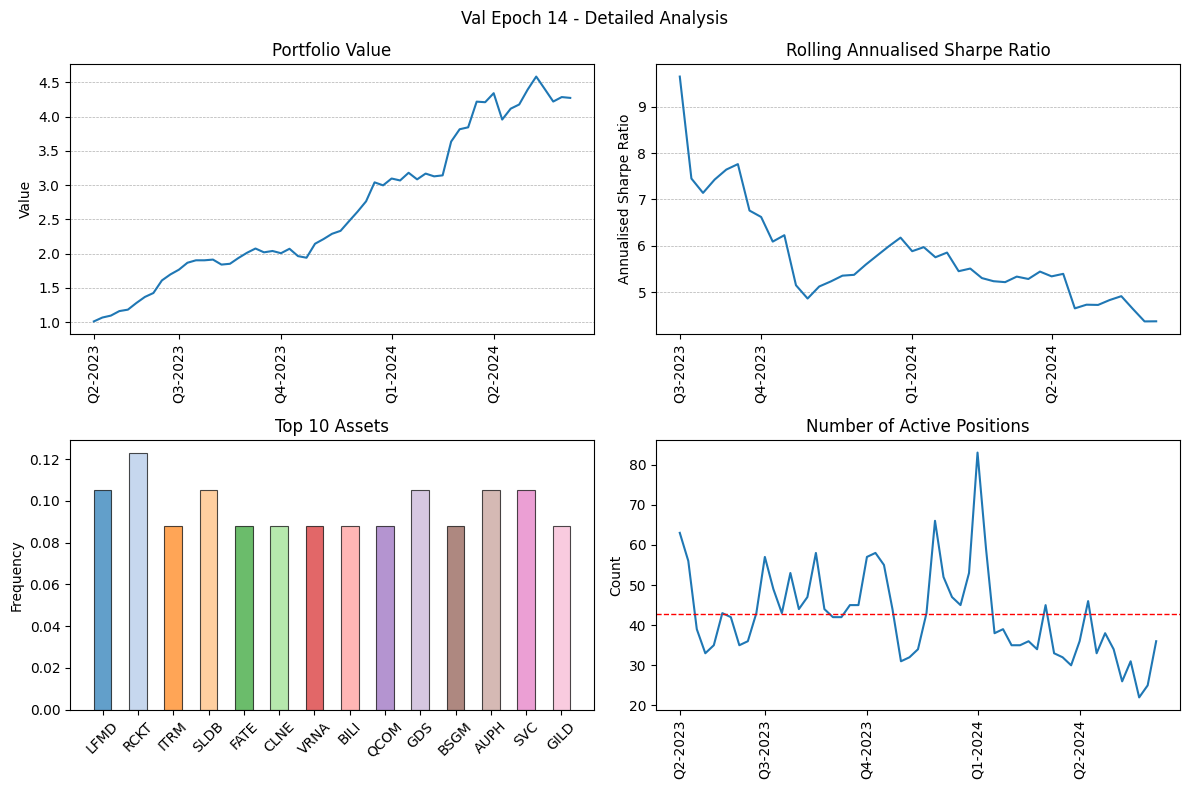 Val Epoch 14 - Detailed Analysis
Portfolio Value
Value
4.5
4.0
3.5
3.0
2.5
2.0
1.5
1.0
Q2-2023
Q3-2023
Q4-2023
Q1-2024
Q2-2024
Rolling Annualised Sharpe Ratio
Annualised Sharpe Ratio
9
8
7
6
5
Q3-2023
Q4-2023
Q1-2024
Q2-2024
Top 10 Assets
Frequency
0.12
0.10
0.08
0.06
0.04
0.02
0.00
LFMD
RCKT
ITRM
SLDB
FATE
CLNE
VRNA
BILI
QCOM
GDS
BSGM
AUPH
SVC
GILD
Number of Active Positions
Count
80
70
60
50
40
30
20
Q2-2023
Q3-2023
Q4-2023
Q1-2024
Q2-2024